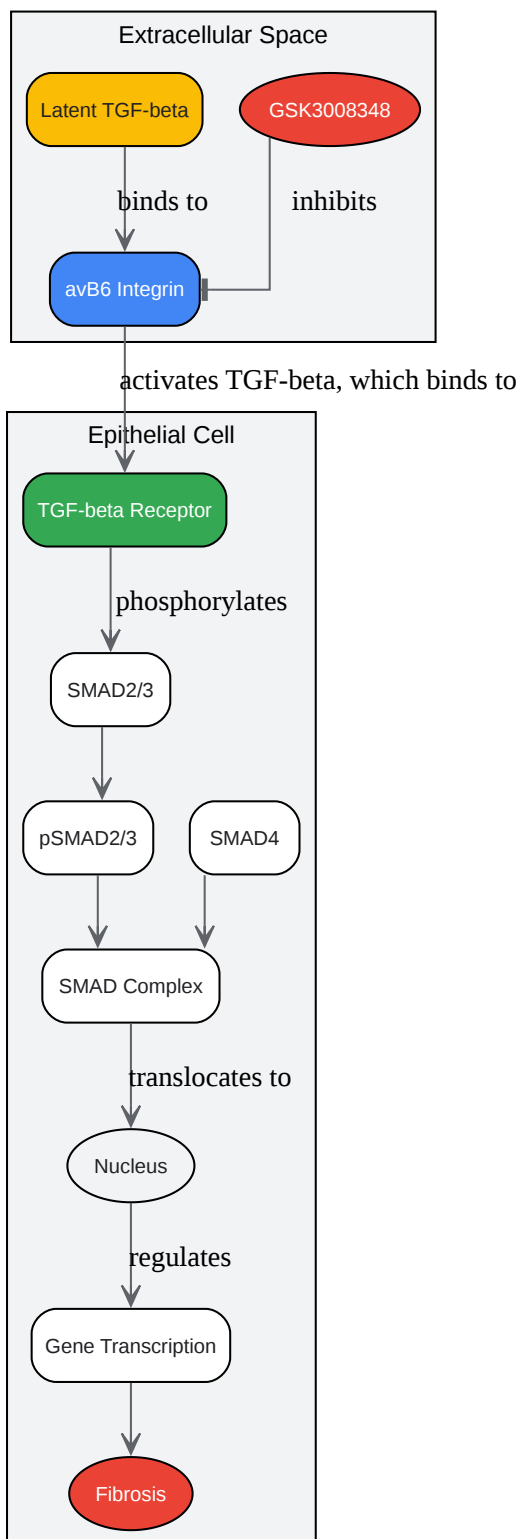 Extracellular Space
Latent TGF-beta
GSK3008348
binds to
inhibits
avB6 Integrin
activates TGF-beta, which binds to
Epithelial Cell
TGF-beta Receptor
phosphorylates
SMAD2/3
pSMAD2/3
SMAD4
SMAD Complex
translocates to
Nucleus
regulates
Gene Transcription
Fibrosis